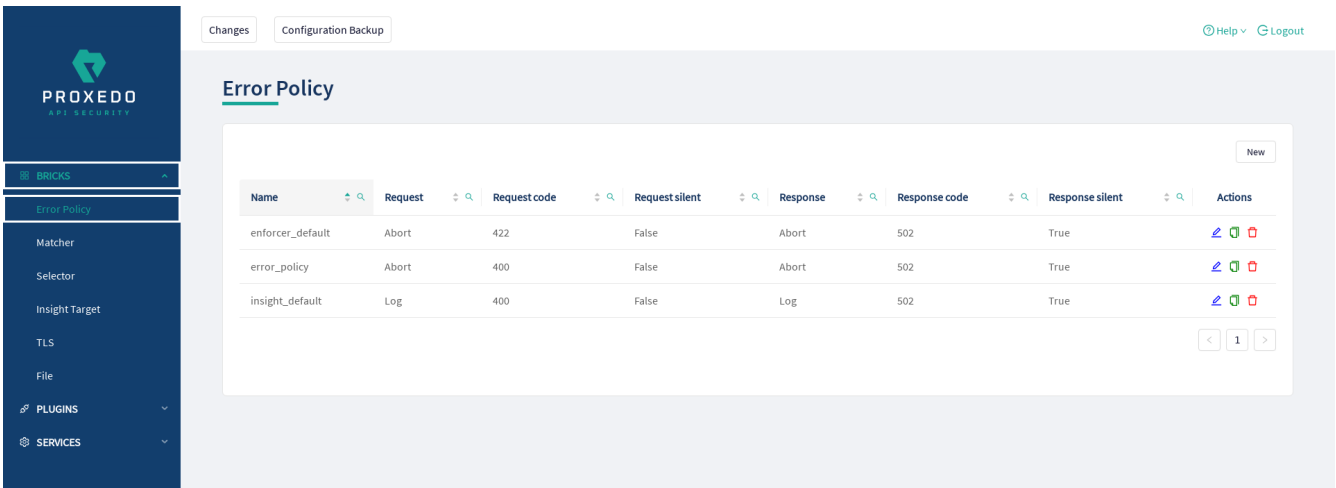 Changes Configuration Backup Help Logout
PROXEDO
API SECURITY
Error Policy
New
BRICKS
Error Policy
Matcher
Selector
Insight Target
TLS
File
PLUGINS
SERVICES
Name Request Request code Request silent Response Response code Response silent Actions
enforcer_default Abort 422 False Abort 502 True
error_policy Abort 400 False Abort 502 True
insight_default Log 400 False Log 502 True
< 1 >